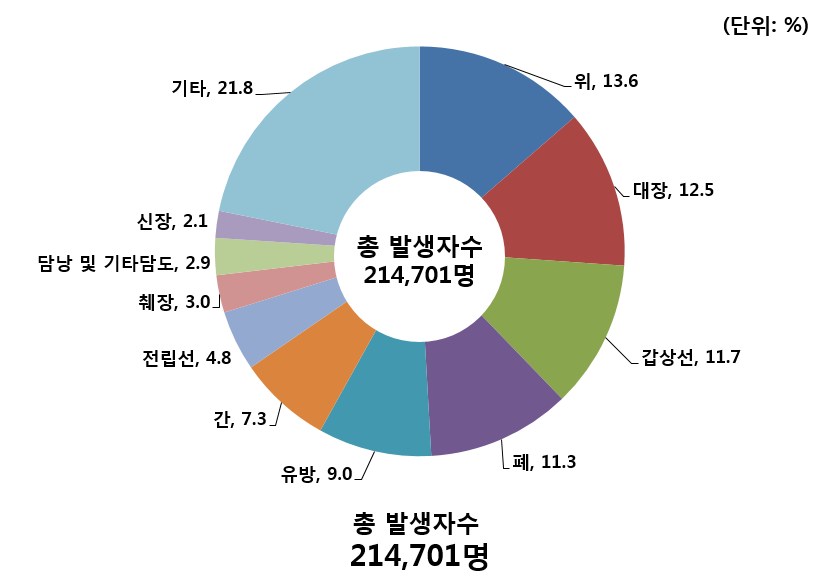 (단위: %)
위, 13.6
대장, 12.5
갑상선, 11.7
폐, 11.3
유방, 9.0
간, 7.3
전립선, 4.8
췌장, 3.0
담낭 및 기타담도, 2.9
신장, 2.1
기타, 21.8
총 발생자수
214,701명
총 발생자수
214,701명